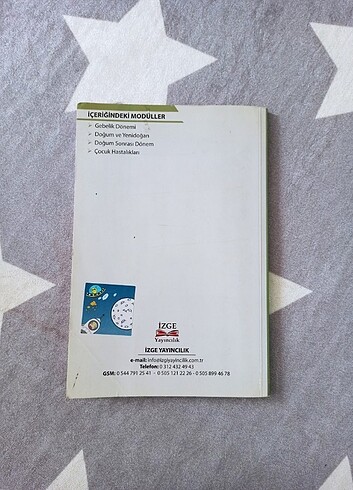 İÇERİĞİNDEKİ MODÜLLER
➢ Gebelik Dönemi
➢ Doğum ve Yenidoğan
➢ Doğum Sonrası Dönem
➢ Çocuk Hastalıkları
İZGE
Yayıncılık
İZGE YAYINCILIK
e-mail: info@izgiyayincilik.com.tr
Telefon: 0 312 432 49 43
GSM: 0 544 791 25 41 - 0 505 121 22 26 - 0 505 899 46 78